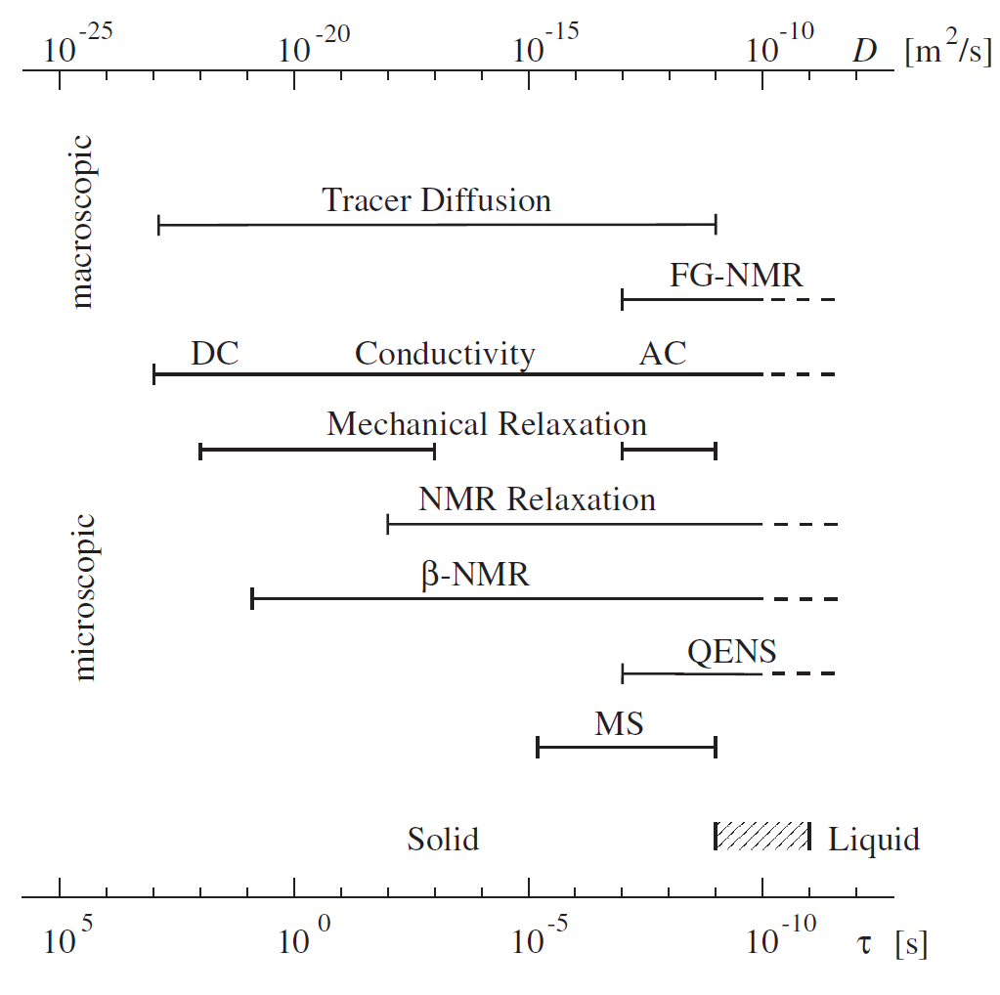 10^-25 10^-20 10^-15 10^-10 D [m^2/s]
macroscopic
Tracer Diffusion
FG-NMR
DC Conductivity AC
Mechanical Relaxation
microscopic
NMR Relaxation
β-NMR
QENS
MS
Solid Liquid
10^5 10^0 10^-5 10^-10 τ [s]